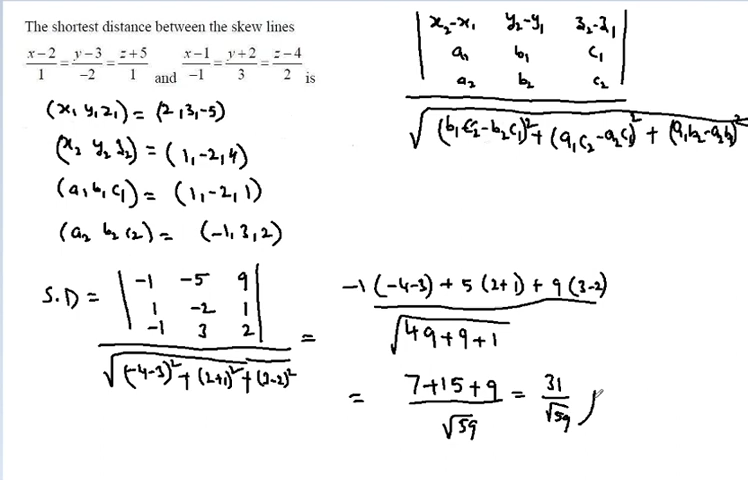 The shortest distance between the skew lines
x−2/1 = y−3/−2 = z+5/1 and x−1/−1 = y+2/3 = z−4/2 is
(x₁ y₁ z₁) = (2,3,-5)
(x₂ y₂ z₂) = (1,-2,4)
(a₁ b₁ c₁) = (1,-2,1)
(a₂ b₂ c₂) = (-1,3,2)
| x₂-x₁ y₂-y₁ z₂-z₁ |
| a₁ b₁ c₁ |
| a₂ b₂ c₂ |
√(b₁c₂-b₂c₁)²+(a₁c₂-a₂c₁)²+(a₁b₂-a₂b₁)²
S.D = | -1 -5 9 |
| 1 -2 1 |
| -1 3 2 |
√(-4-3)²+(2+1)²+(3-2)²
= -1(-4-3)+5(2+1)+9(3-2)
√49+9+1
= 7+15+9/√59 = 31/√59